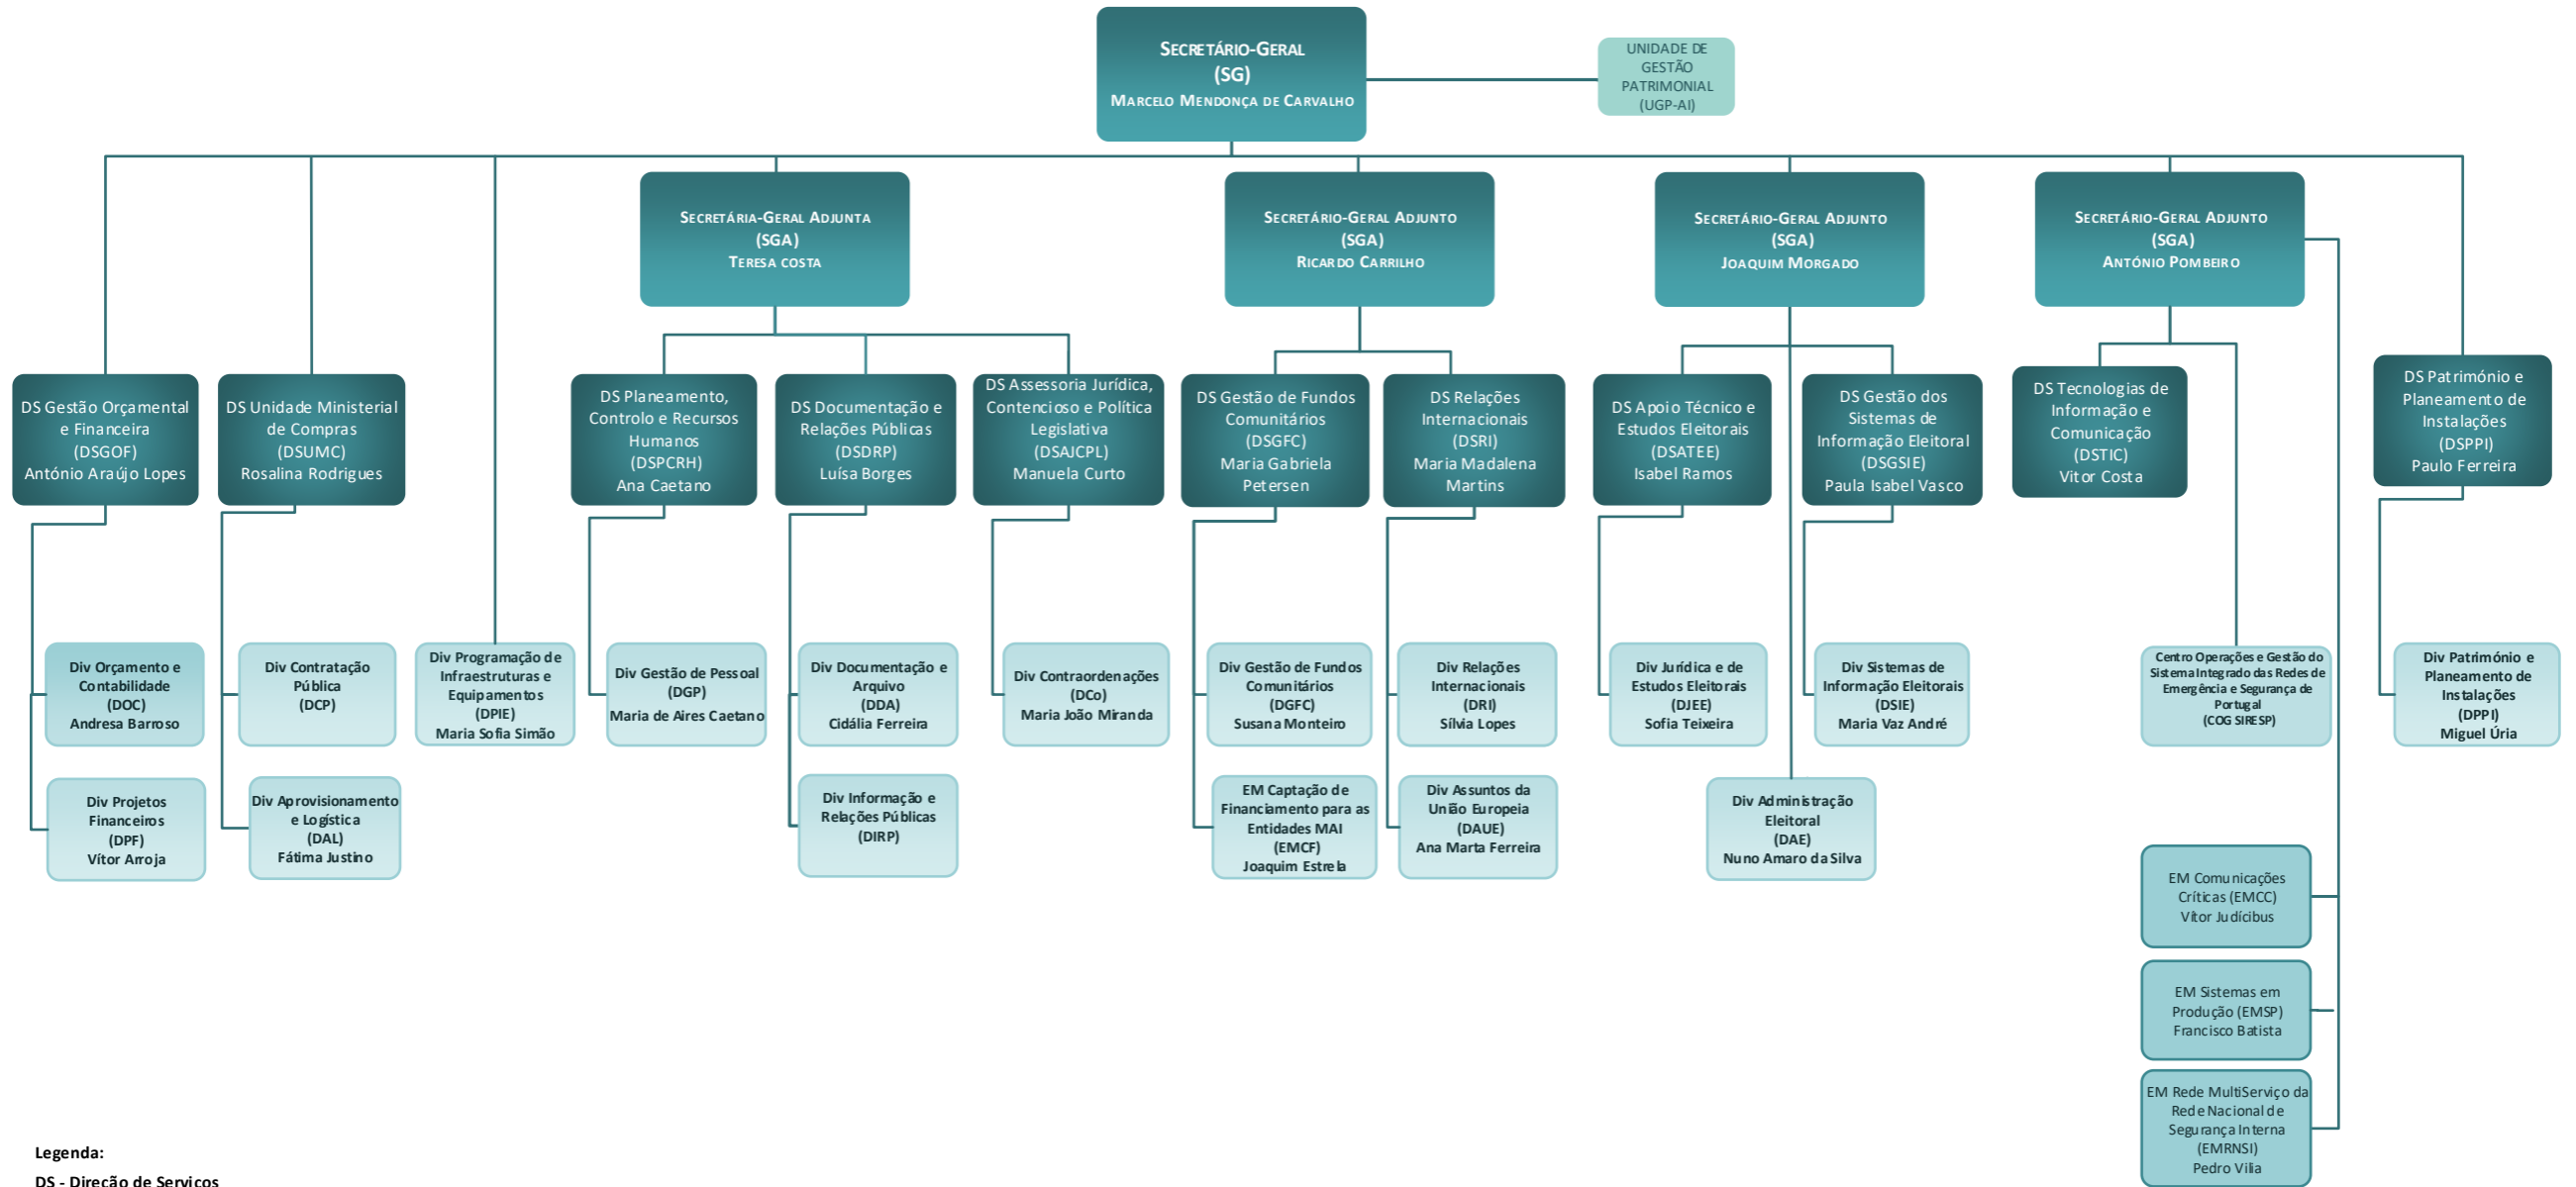 SECRETÁRIO-GERAL
(SG)
MARCELO MENDONÇA DE CARVALHO
UNIDADE DE
GESTÃO
PATRIMONIAL
(UGP-AI)
SECRETÁRIA-GERAL ADJUNTA
(SGA)
TERESA COSTA
SECRETÁRIO-GERAL ADJUNTO
(SGA)
RICARDO CARRILHO
SECRETÁRIO-GERAL ADJUNTO
(SGA)
JOAQUIM MORGADO
SECRETÁRIO-GERAL ADJUNTO
(SGA)
ANTÓNIO POMBEIRO
DS Gestão Orçamental
e Financeira
(DSGOF)
António Araújo Lopes
DS Unidade Ministerial
de Compras
(DSUMC)
Rosalina Rodrigues
DS Planeamento,
Controlo e Recursos
Humanos
(DSPCRH)
Ana Caetano
DS Documentação e
Relações Públicas
(DSDRP)
Luísa Borges
DS Assessoria Jurídica,
Contencioso e Política
Legislativa
(DSAJCPL)
Manuela Curto
DS Gestão de Fundos
Comunitários
(DSGFC)
Maria Gabriela
Petersen
DS Relações
Internacionais
(DSRI)
Maria Madalena
Martins
DS Apoio Técnico e
Estudos Eleitorais
(DSATEE)
Isabel Ramos
DS Gestão dos
Sistemas de
Informação Eleitoral
(DSGSIE)
Paula Isabel Vasco
DS Tecnologias de
Informação e
Comunicação
(DSTIC)
Vitor Costa
DS Património e
Planeamento de
Instalações
(DSPPI)
Paulo Ferreira
Div Orçamento e
Contabilidade
(DOC)
Andresa Barroso
Div Contratação
Pública
(DCP)
Div Programação de
Infraestruturas e
Equipamentos
(DPIE)
Maria Sofia Simão
Div Gestão de Pessoal
(DGP)
Maria de Aires Caetano
Div Documentação e
Arquivo
(DDA)
Cidália Ferreira
Div Contraordenações
(DCo)
Maria João Miranda
Div Gestão de Fundos
Comunitários
(DGFC)
Susana Monteiro
Div Relações
Internacionais
(DRI)
Sílvia Lopes
Div Jurídica e de
Estudos Eleitorais
(DJEE)
Sofia Teixeira
Div Sistemas de
Informação Eleitorais
(DSIE)
Maria Vaz André
Centro Operações e Gestão do
Sistema Integrado das Redes de
Emergência e Segurança de
Portugal
(COG SIRESP)
Div Património e
Planeamento de
Instalações
(DPPI)
Miguel Úria
Div Projetos
Financeiros
(DPF)
Vítor Arroja
Div Aprovisionamento
e Logística
(DAL)
Fátima Justino
Div Informação e
Relações Públicas
(DIRP)
EM Captação de
Financiamento para as
Entidades MAI
(EMCF)
Joaquim Estrela
Div Assuntos da
União Europeia
(DAUE)
Ana Marta Ferreira
Div Administração
Eleitoral
(DAE)
Nuno Amaro da Silva
EM Comunicações
Críticas (EMCC)
Vítor Judícibus
EM Sistemas em
Produção (EMSP)
Francisco Batista
EM Rede MultiServiço da
Rede Nacional de
Segurança Interna
(EMRNSI)
Pedro Vilia
Legenda:
DS - Direção de Serviços